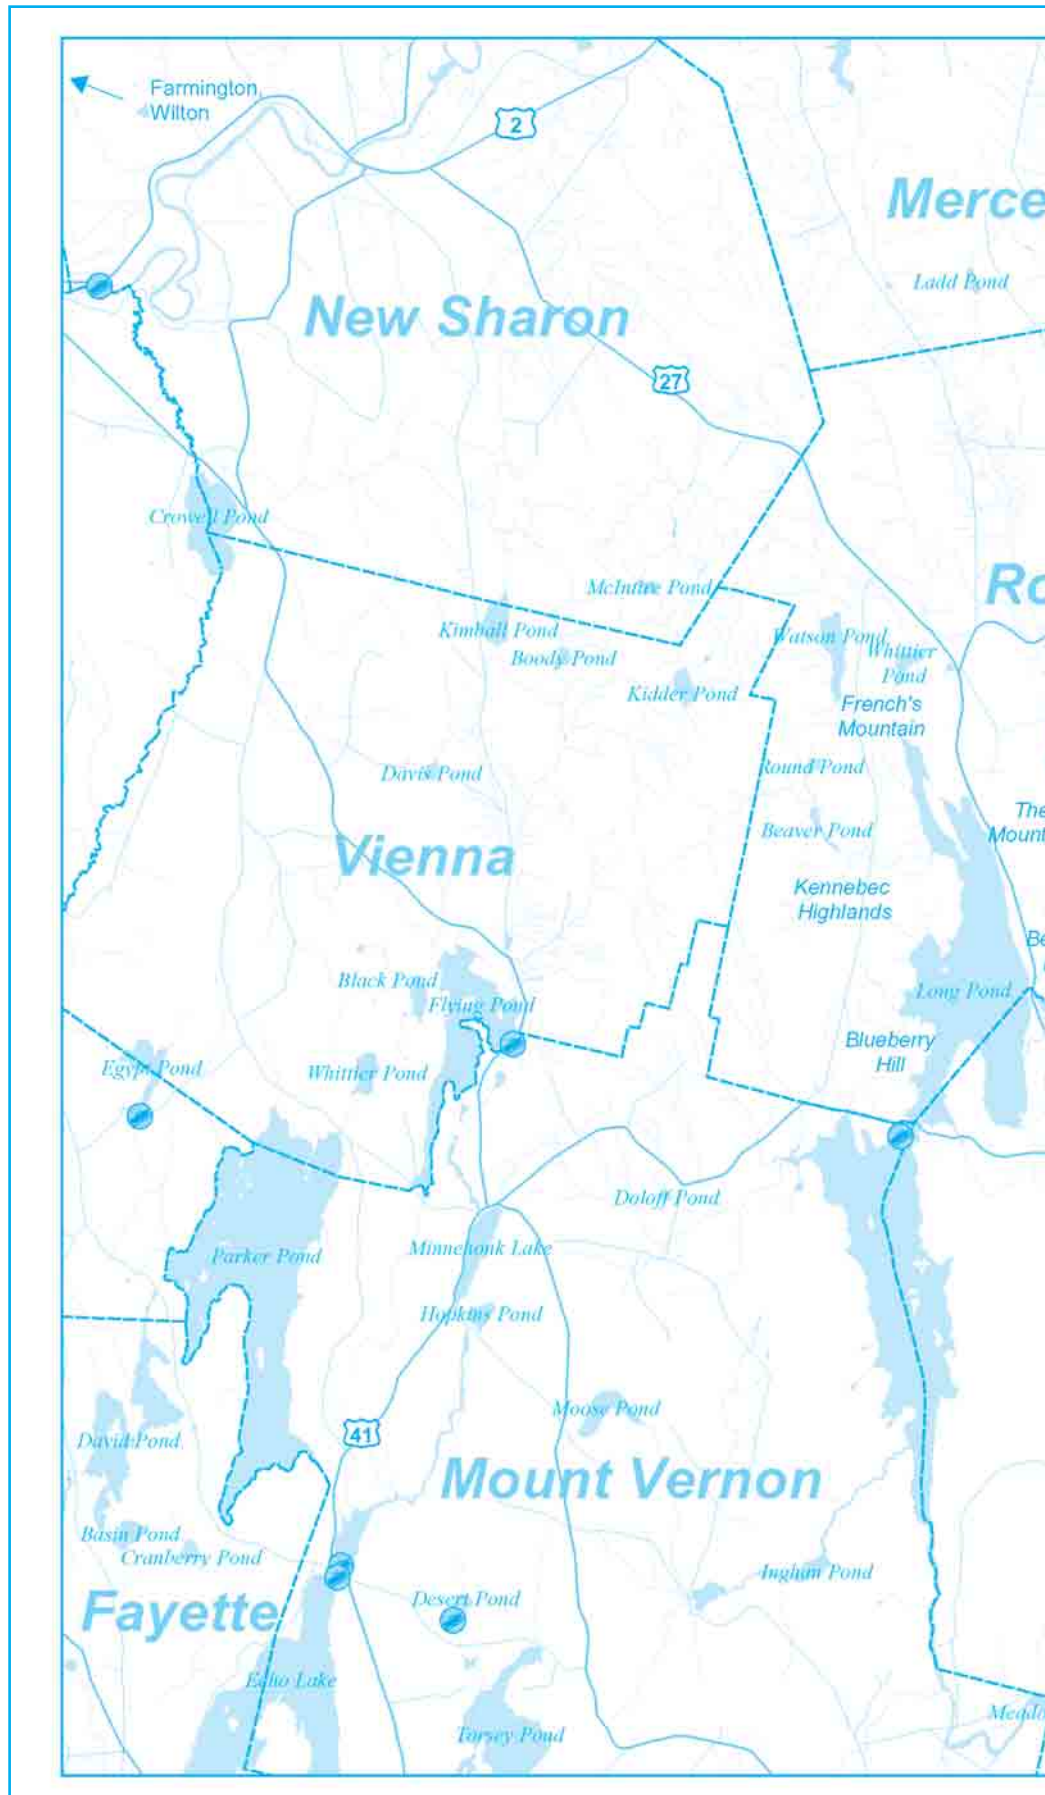 Farmington,
Wilton
2
Merce
Ladd Pond
New Sharon
27
Crowell Pond
Ro
McIntire Pond
Kimball Pond
Watson Pond
Boody Pond
Whittier
Pond
Kidder Pond
French's
Mountain
Round Pond
Davis Pond
The
Mount
Beaver Pond
Vienna
Kennebec
Highlands
Be
Black Pond
Long Pond
Flying Pond
Blueberry
Hill
Egypt Pond
Whittier Pond
Doloff Pond
Minnehonk Lake
Parker Pond
Hopkins Pond
Moose Pond
41
David Pond
Mount Vernon
Basin Pond
Cranberry Pond
Ingham Pond
Desert Pond
Fayette
Echo Lake
Meado
Torsey Pond